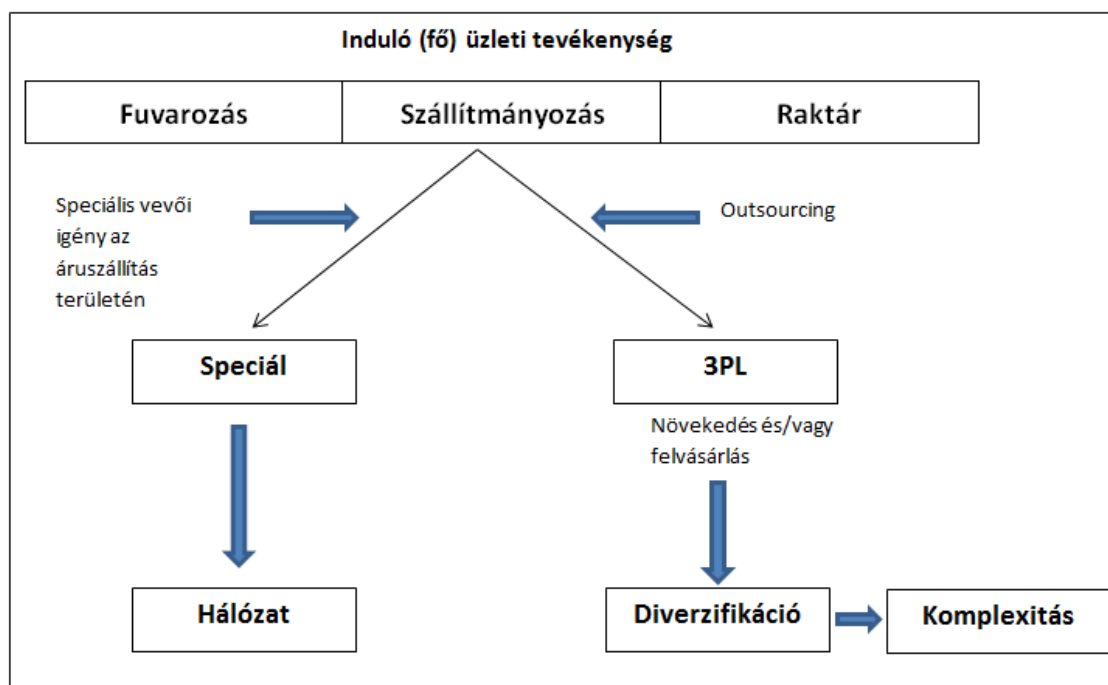 Induló (fő) üzleti tevékenység
Fuvarozás Szállítmányozás Raktár
Speciális vevői
igény az
áruszállítás
területén
Outsourcing
Speciál
3PL
Növekedés és/vagy
felvásárlás
Hálózat
Diverzifikáció
Komplexitás